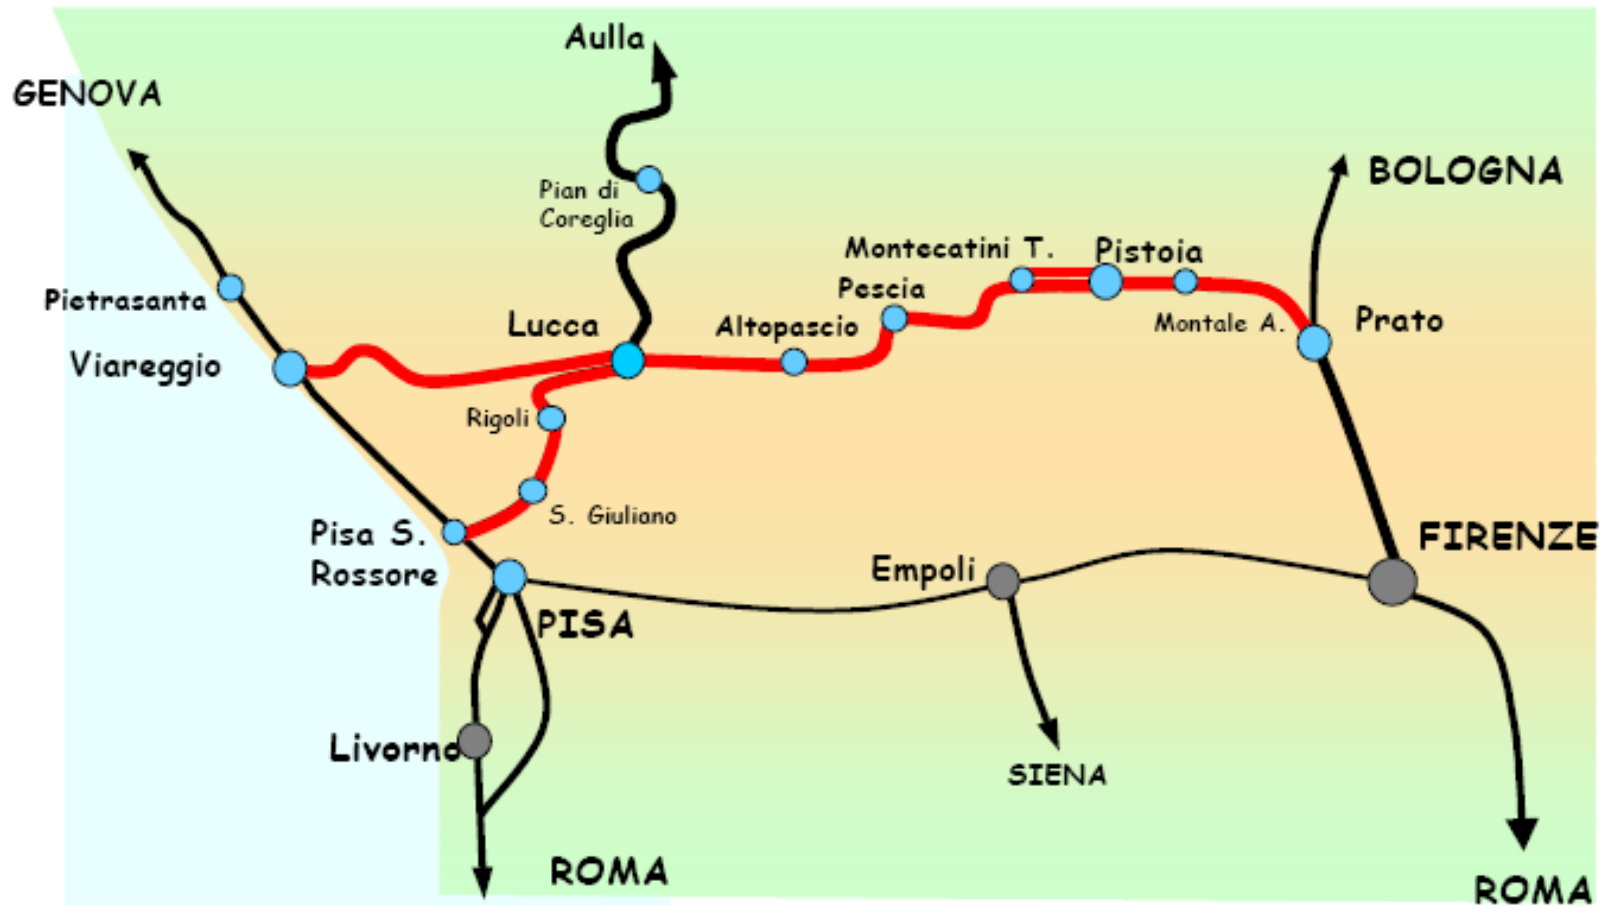 Aulla
GENOVA
BOLOGNA
Pian di
Coreglia
Montecatini T.
Pistoia
Pescia
Pietrasanta
Lucca
Altopascio
Montale A.
Prato
Viareggio
Rigoli
S. Giuliano
Pisa S.
Rossore
FIRENZE
Empoli
PISA
Livorno
SIENA
ROMA
ROMA